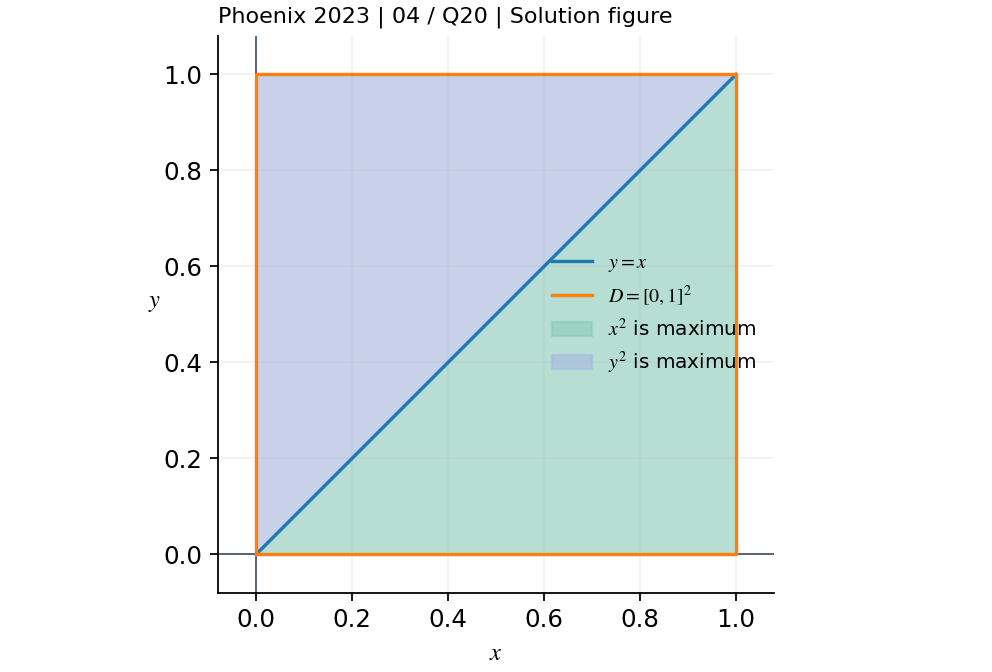 Phoenix 2023 | 04 / Q20 | Solution figure
1.0
0.8
0.6
0.4
0.2
0.0
y
y = x
D = [0, 1]²
x² is maximum
y² is maximum
0.0 0.2 0.4 0.6 0.8 1.0
x